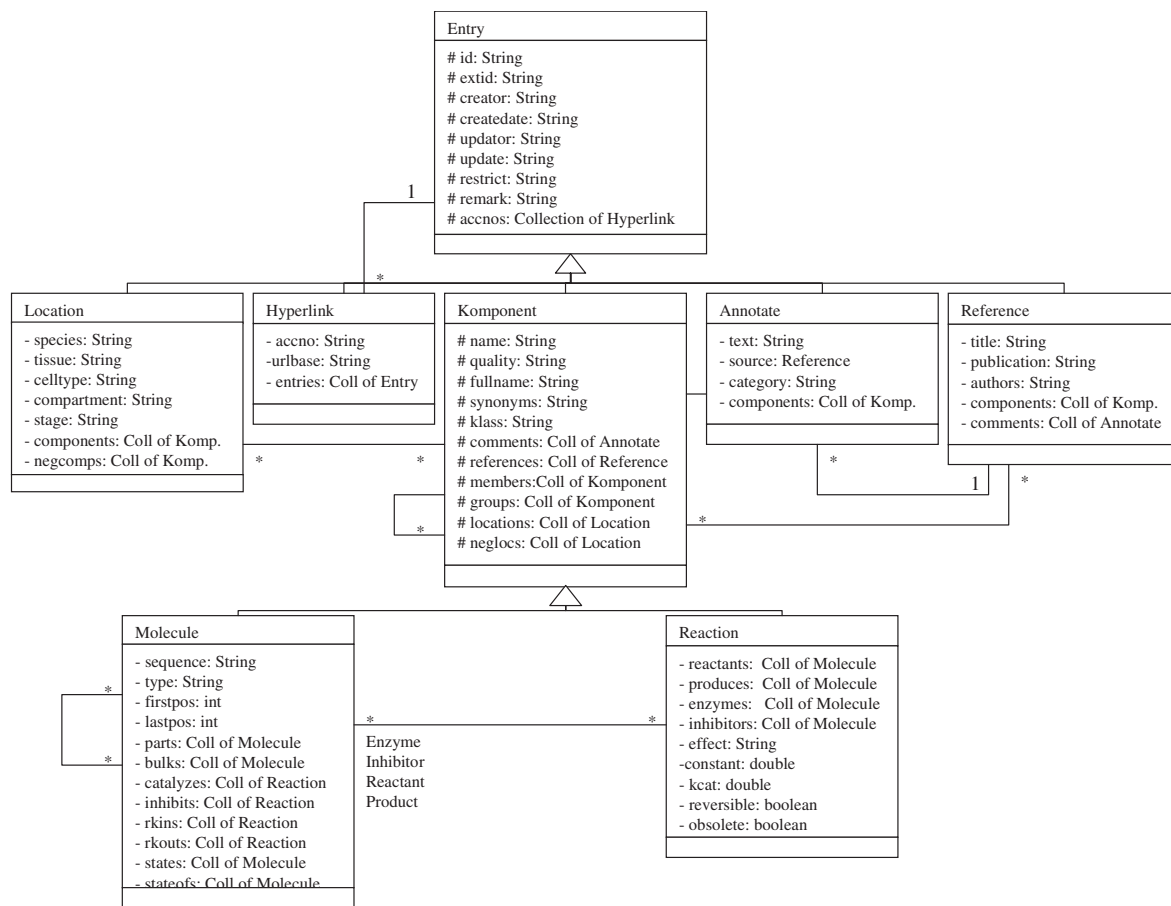 Entry
# id: String
# extid: String
# creator: String
# createdate: String
# updator: String
# update: String
# restrict: String
# remark: String
# accnos: Collection of Hyperlink
1
*
Location
- species: String
- tissue: String
- celltype: String
- compartment: String
- stage: String
- components: Coll of Komp.
- negcomps: Coll of Komp.
Hyperlink
- accno: String
-urlbase: String
- entries: Coll of Entry
Komponent
# name: String
# quality: String
# fullname: String
# synonyms: String
# klass: String
# comments: Coll of Annotate
# references: Coll of Reference
# members:Coll of Komponent
# groups: Coll of Komponent
# locations: Coll of Location
# neglocs: Coll of Location
Annotate
- text: String
- source: Reference
- category: String
- components: Coll of Komp.
Reference
- title: String
- publication: String
- authors: String
- components: Coll of Komp.
- comments: Coll of Annotate
*
*
*
*
1
*
*
Molecule
- sequence: String
- type: String
- firstpos: int
- lastpos: int
- parts: Coll of Molecule
- bulks: Coll of Molecule
- catalyzes: Coll of Reaction
- inhibits: Coll of Reaction
- rkins: Coll of Reaction
- rkouts: Coll of Reaction
- states: Coll of Molecule
- stateofs: Coll of Molecule
*
*
*
*
Enzyme
Inhibitor
Reactant
Product
Reaction
- reactants: Coll of Molecule
- produces: Coll of Molecule
- enzymes: Coll of Molecule
- inhibitors: Coll of Molecule
- effect: String
-constant: double
- kcat: double
- reversible: boolean
- obsolete: boolean